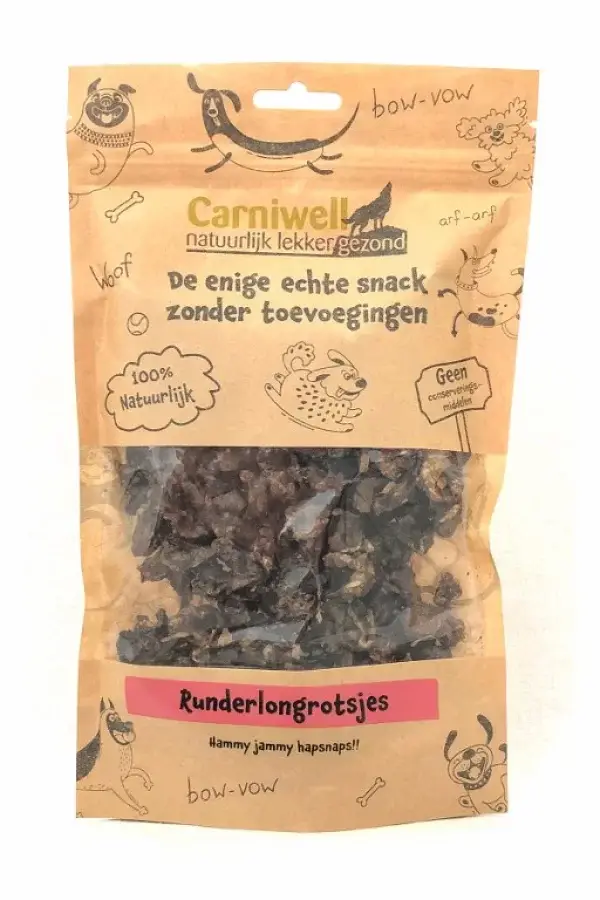 bow-vow
Carniwell
natuurlijk lekker gezond
arf-arf
Woof
De enige echte snack
zonder toevoegingen
100%
Natuurlijk
Geen
conserverings-
middelen
Runderlongrotsjes
Hammy jammy hapsnaps!!
bow-vow